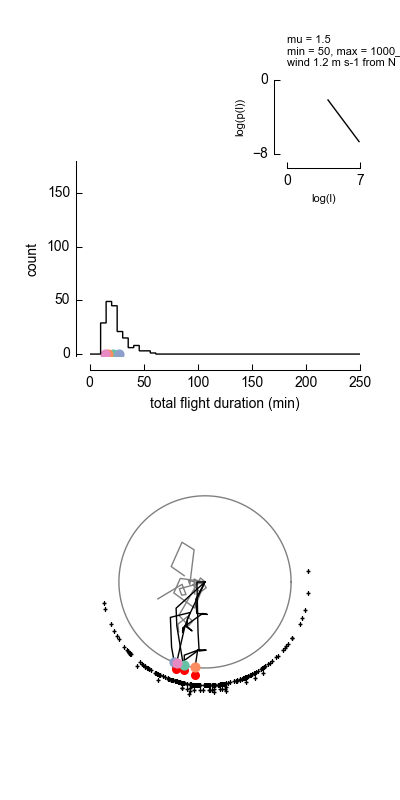 mu = 1.5
min = 50, max = 1000_
wind 1.2 m s-1 from N
0
log(p(l))
−8
0
7
log(l)
150
100
count
50
0
0
50
100
150
200
250
total flight duration (min)